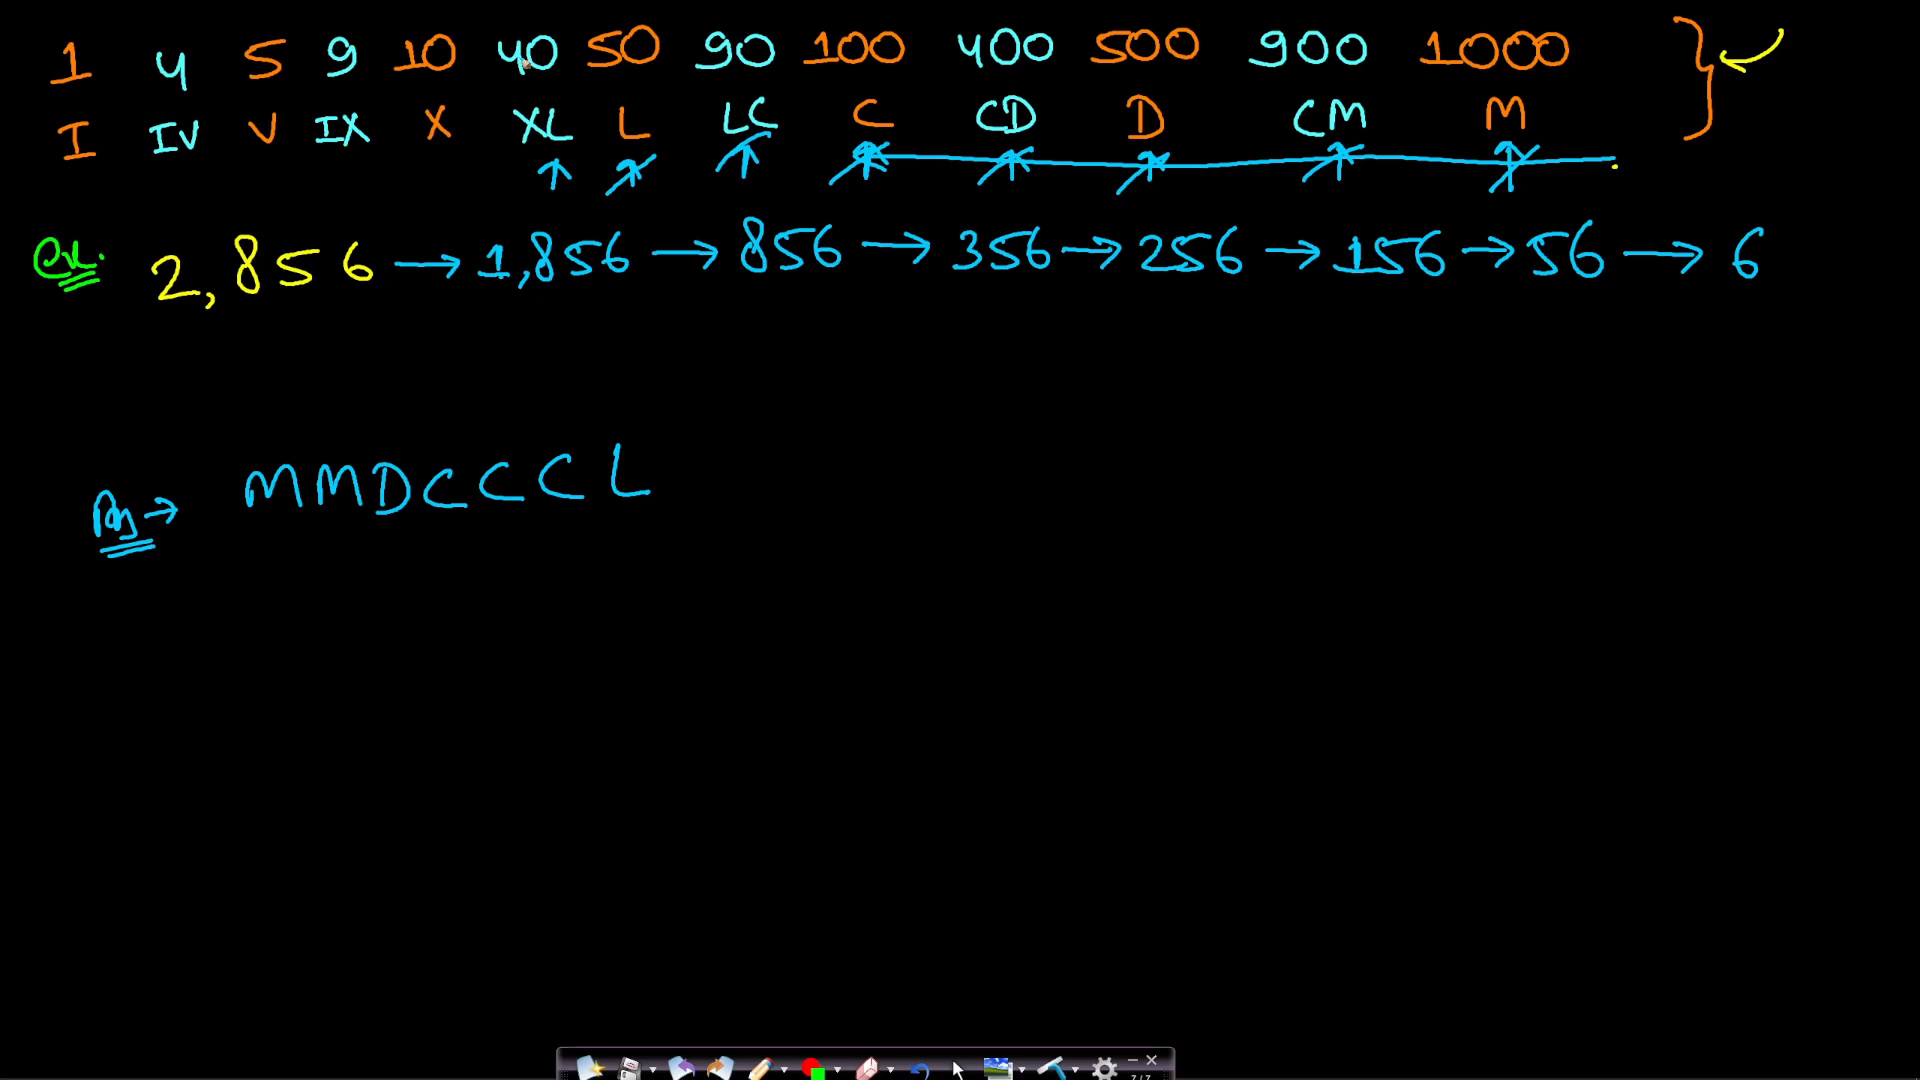 1 4 5 9 10 40 50 90 100 400 500 900 1000
I IV V IX X XL L LC C CD D CM M
Ex. 2,856 → 1,856 → 856 → 356 → 256 → 156 → 56 → 6
→ MMDCCCL